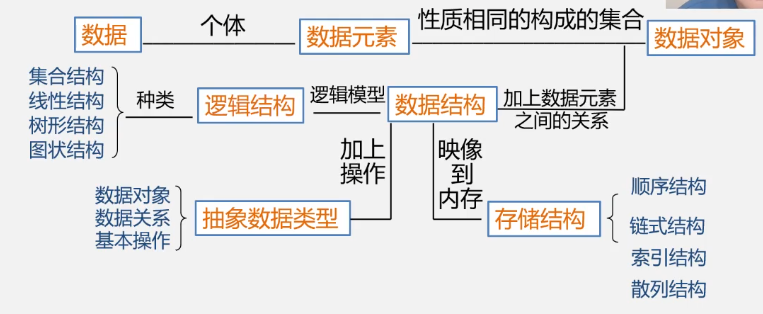 数据
个体
数据元素
性质相同的构成的集合
数据对象
集合结构
线性结构
树形结构
图状结构
种类
逻辑结构
逻辑模型
数据结构
加上数据元素
之间的关系
加上
操作
映像
到
内存
数据对象
数据关系
基本操作
抽象数据类型
存储结构
顺序结构
链式结构
索引结构
散列结构